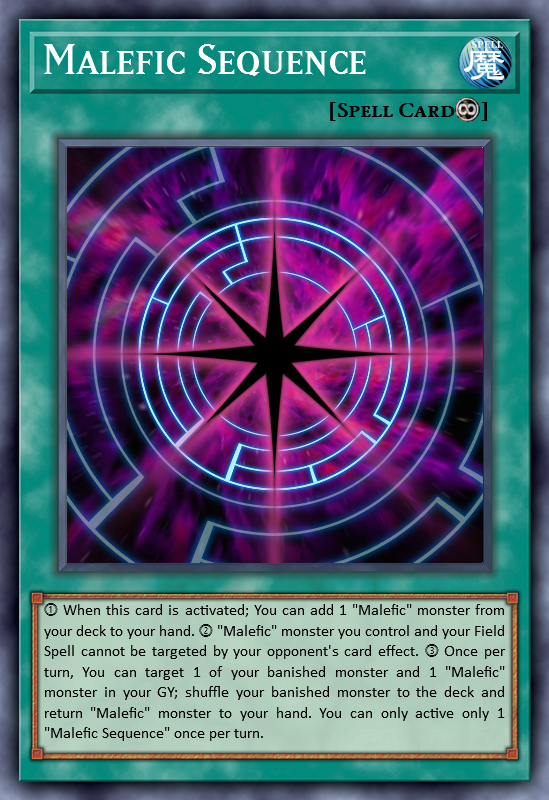 Malefic Sequence
SPELL
魔
[Spell Card♾]
① When this card is activated; You can add 1 "Malefic" monster from
your deck to your hand. ② "Malefic" monster you control and your Field
Spell cannot be targeted by your opponent's card effect. ③ Once per
turn, You can target 1 of your banished monster and 1 "Malefic"
monster in your GY; shuffle your banished monster to the deck and
return "Malefic" monster to your hand. You can only active only 1
"Malefic Sequence" once per turn.